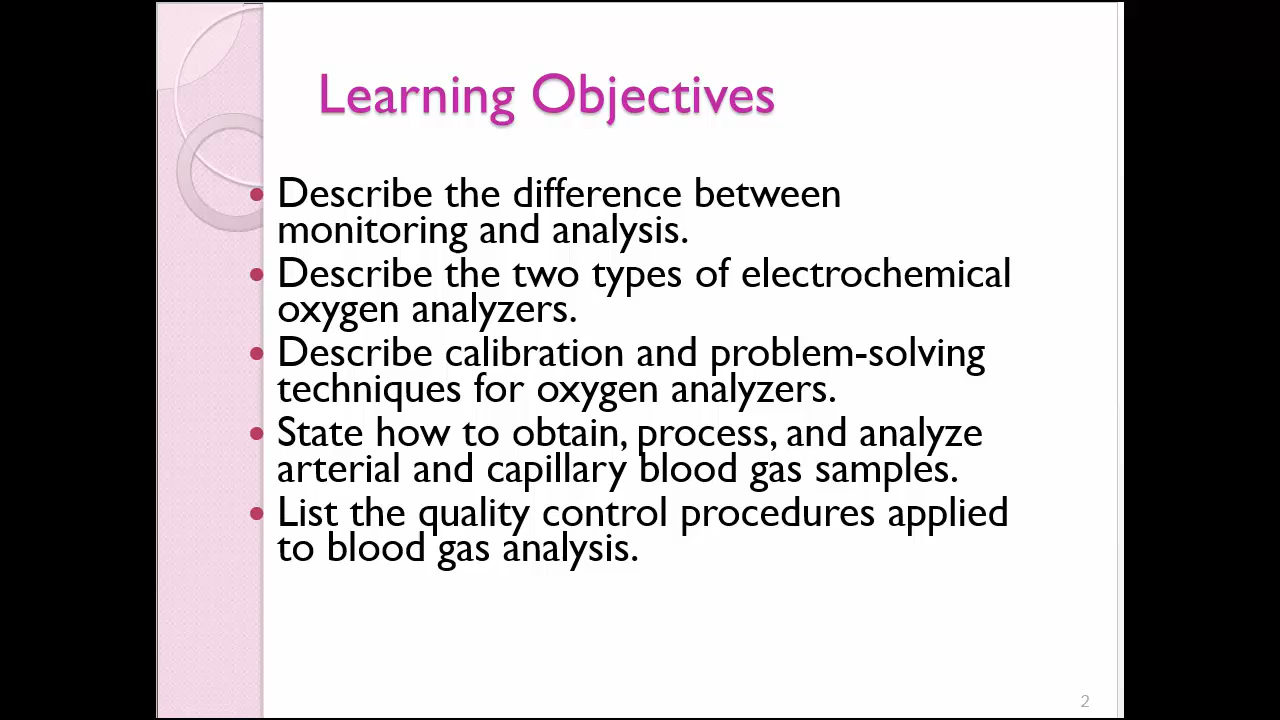 Learning Objectives
• Describe the difference between
monitoring and analysis.
• Describe the two types of electrochemical
oxygen analyzers.
• Describe calibration and problem-solving
techniques for oxygen analyzers.
• State how to obtain, process, and analyze
arterial and capillary blood gas samples.
• List the quality control procedures applied
to blood gas analysis.
2